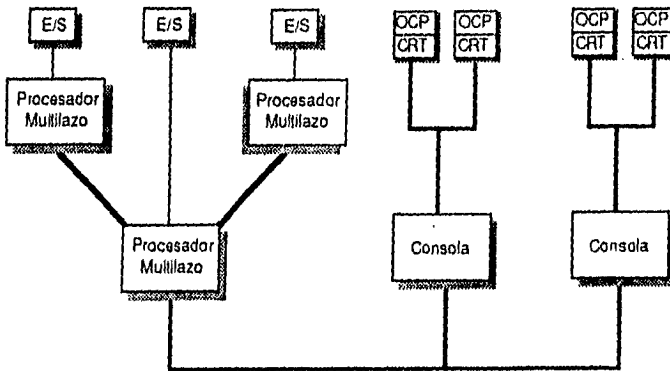 E/S
E/S
E/S
OCP
CRT
OCP
CRT
OCP
CRT
OCP
CRT
Procesador
Multilazo
Procesador
Multilazo
Procesador
Multilazo
Consola
Consola